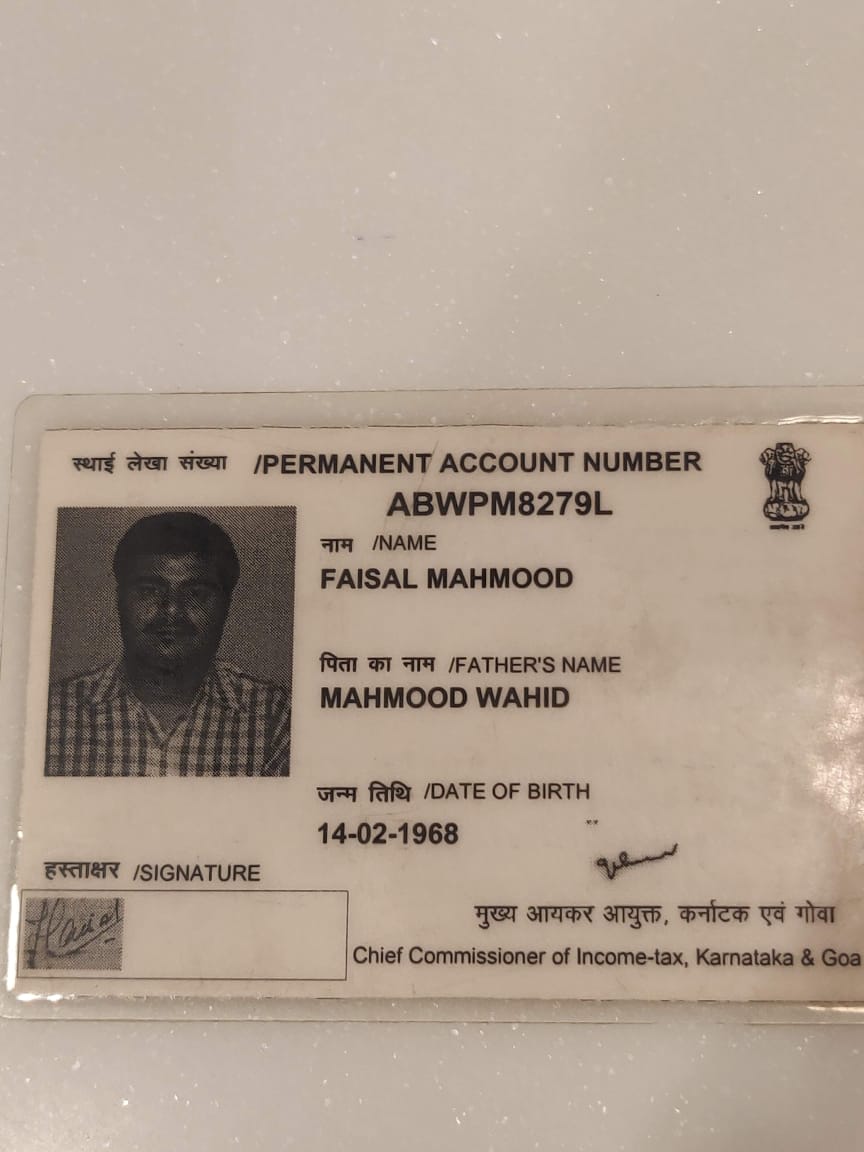 स्थाई लेखा संख्या /PERMANENT ACCOUNT NUMBER
ABWPM8279L
नाम /NAME
FAISAL MAHMOOD
पिता का नाम /FATHER'S NAME
MAHMOOD WAHID
जन्म तिथि /DATE OF BIRTH
14-02-1968
हस्ताक्षर /SIGNATURE
मुख्य आयकर आयुक्त, कर्नाटक एवं गोवा
Chief Commissioner of Income-tax, Karnataka & Goa